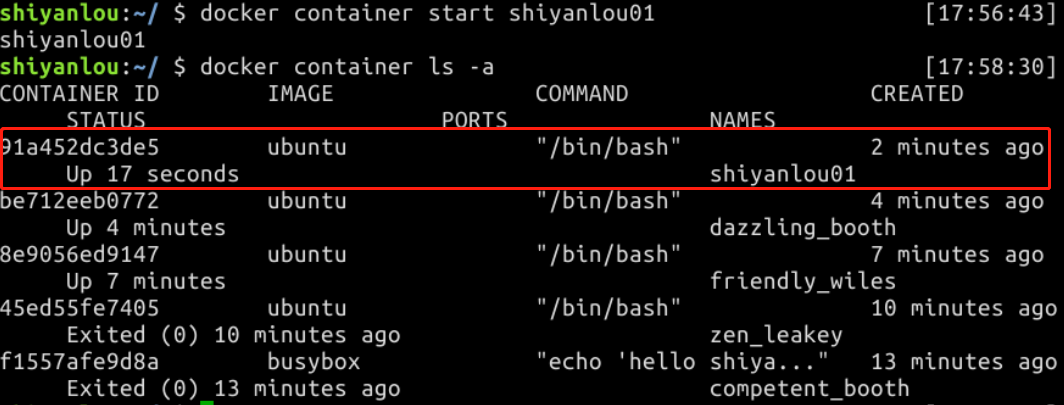 shiyanlou:~/ $ docker container start shiyanlou01 [17:56:43]
shiyanlou01
shiyanlou:~/ $ docker container ls -a [17:58:30]
CONTAINER ID IMAGE COMMAND CREATED
STATUS PORTS NAMES
91a452dc3de5 ubuntu "/bin/bash" 2 minutes ago
Up 17 seconds shiyanlou01
be712eeb0772 ubuntu "/bin/bash" 4 minutes ago
Up 4 minutes dazzling_booth
8e9056ed9147 ubuntu "/bin/bash" 7 minutes ago
Up 7 minutes friendly_wiles
45ed55fe7405 ubuntu "/bin/bash" 10 minutes ago
Exited (0) 10 minutes ago zen_leakey
f1557afe9d8a busybox "echo 'hello shiya..." 13 minutes ago
Exited (0) 13 minutes ago competent_booth